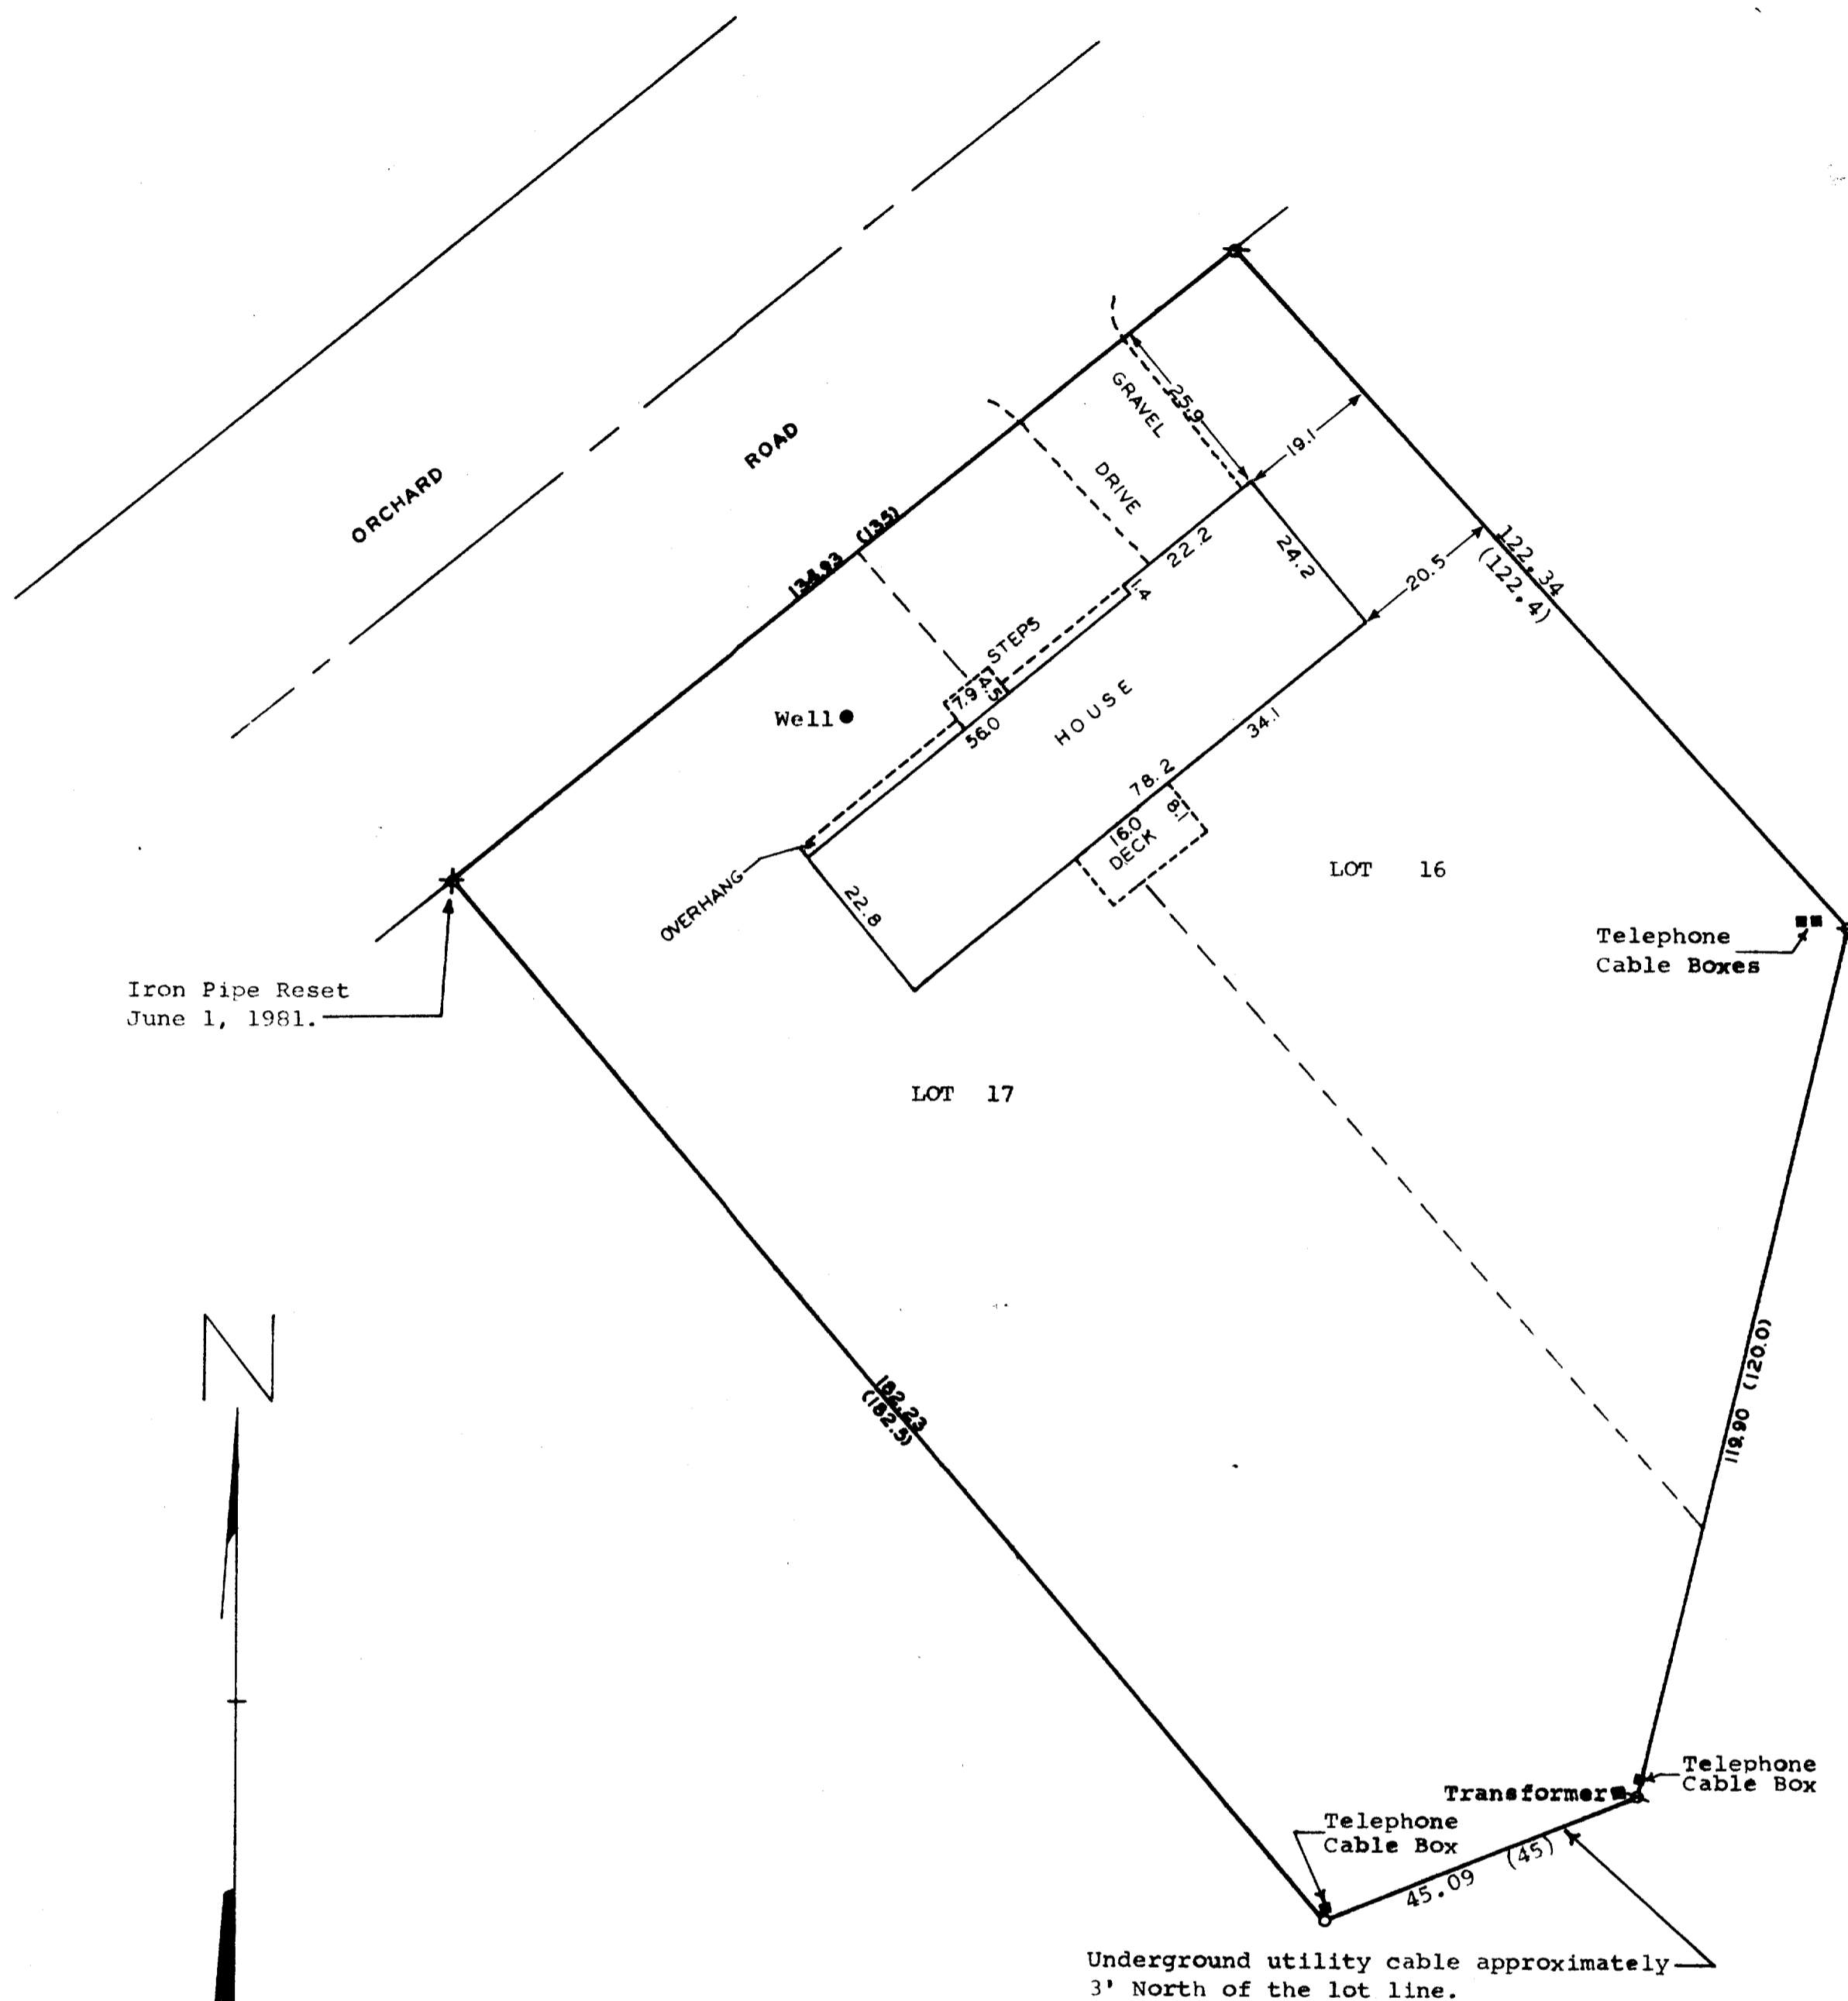 ORCHARD
ROAD
134.93 (135)
GRAVEL
DRIVE
25.9
19.1
22.2
24.2
1.4
20.5
122.34
(122.4)
STEPS
7.9
4.5
Well
56.0
HOUSE
34.1
78.2
16.0
8.1
DECK
OVERHANG
22.8
LOT 16
Telephone
Cable Boxes
Iron Pipe Reset
June 1, 1981.
LOT 17
N
182.23
(182.5)
119.90 (120.0)
Telephone
Cable Box
Transformer
Telephone
Cable Box
45.09 (45)
Underground utility cable approximately
3' North of the lot line.